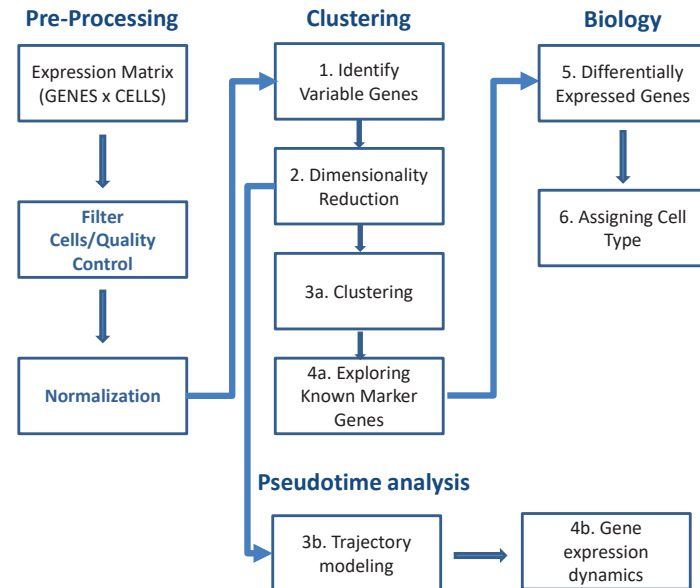 Pre-Processing
Expression Matrix
(GENES x CELLS)
Filter
Cells/Quality
Control
Normalization
Clustering
1. Identify
Variable Genes
2. Dimensionality
Reduction
3a. Clustering
4a. Exploring
Known Marker
Genes
Biology
5. Differentially
Expressed Genes
6. Assigning Cell
Type
Pseudotime analysis
3b. Trajectory
modeling
4b. Gene
expression
dynamics